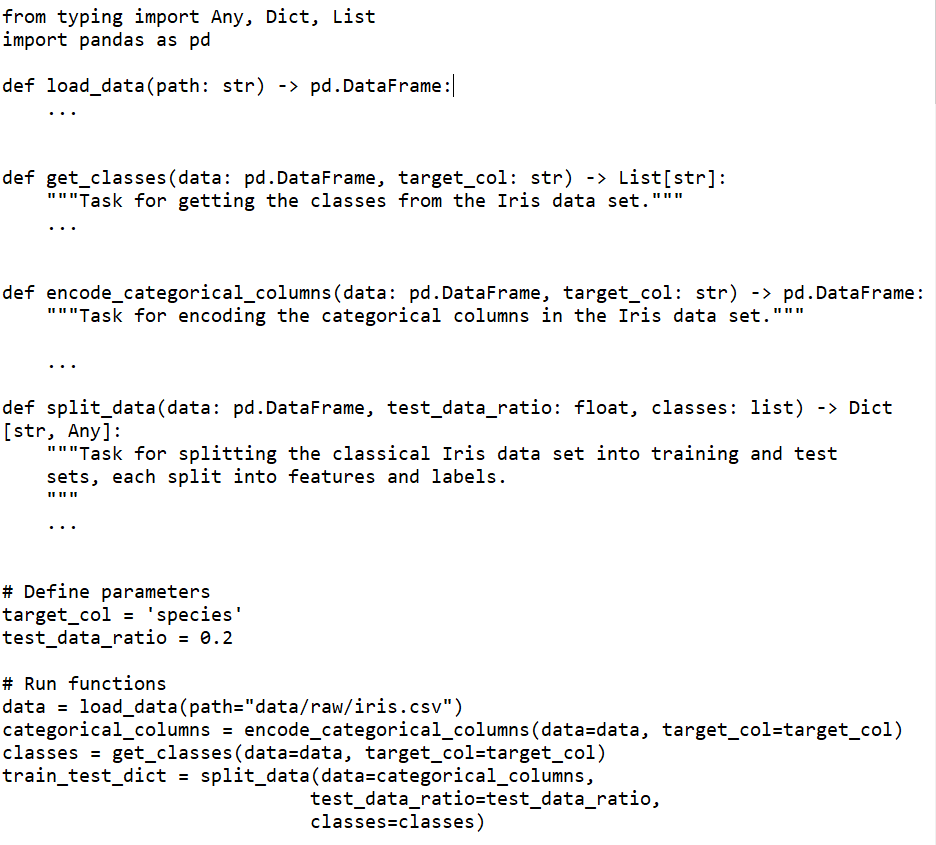 from typing import Any, Dict, List
import pandas as pd

def load_data(path: str) -> pd.DataFrame:
    ...


def get_classes(data: pd.DataFrame, target_col: str) -> List[str]:
    """Task for getting the classes from the Iris data set."""
    ...


def encode_categorical_columns(data: pd.DataFrame, target_col: str) -> pd.DataFrame:
    """Task for encoding the categorical columns in the Iris data set."""

    ...

def split_data(data: pd.DataFrame, test_data_ratio: float, classes: list) -> Dict
[str, Any]:
    """Task for splitting the classical Iris data set into training and test
    sets, each split into features and labels.
    """
    ...


# Define parameters
target_col = 'species'
test_data_ratio = 0.2

# Run functions
data = load_data(path="data/raw/iris.csv")
categorical_columns = encode_categorical_columns(data=data, target_col=target_col)
classes = get_classes(data=data, target_col=target_col)
train_test_dict = split_data(data=categorical_columns,
                            test_data_ratio=test_data_ratio,
                            classes=classes)